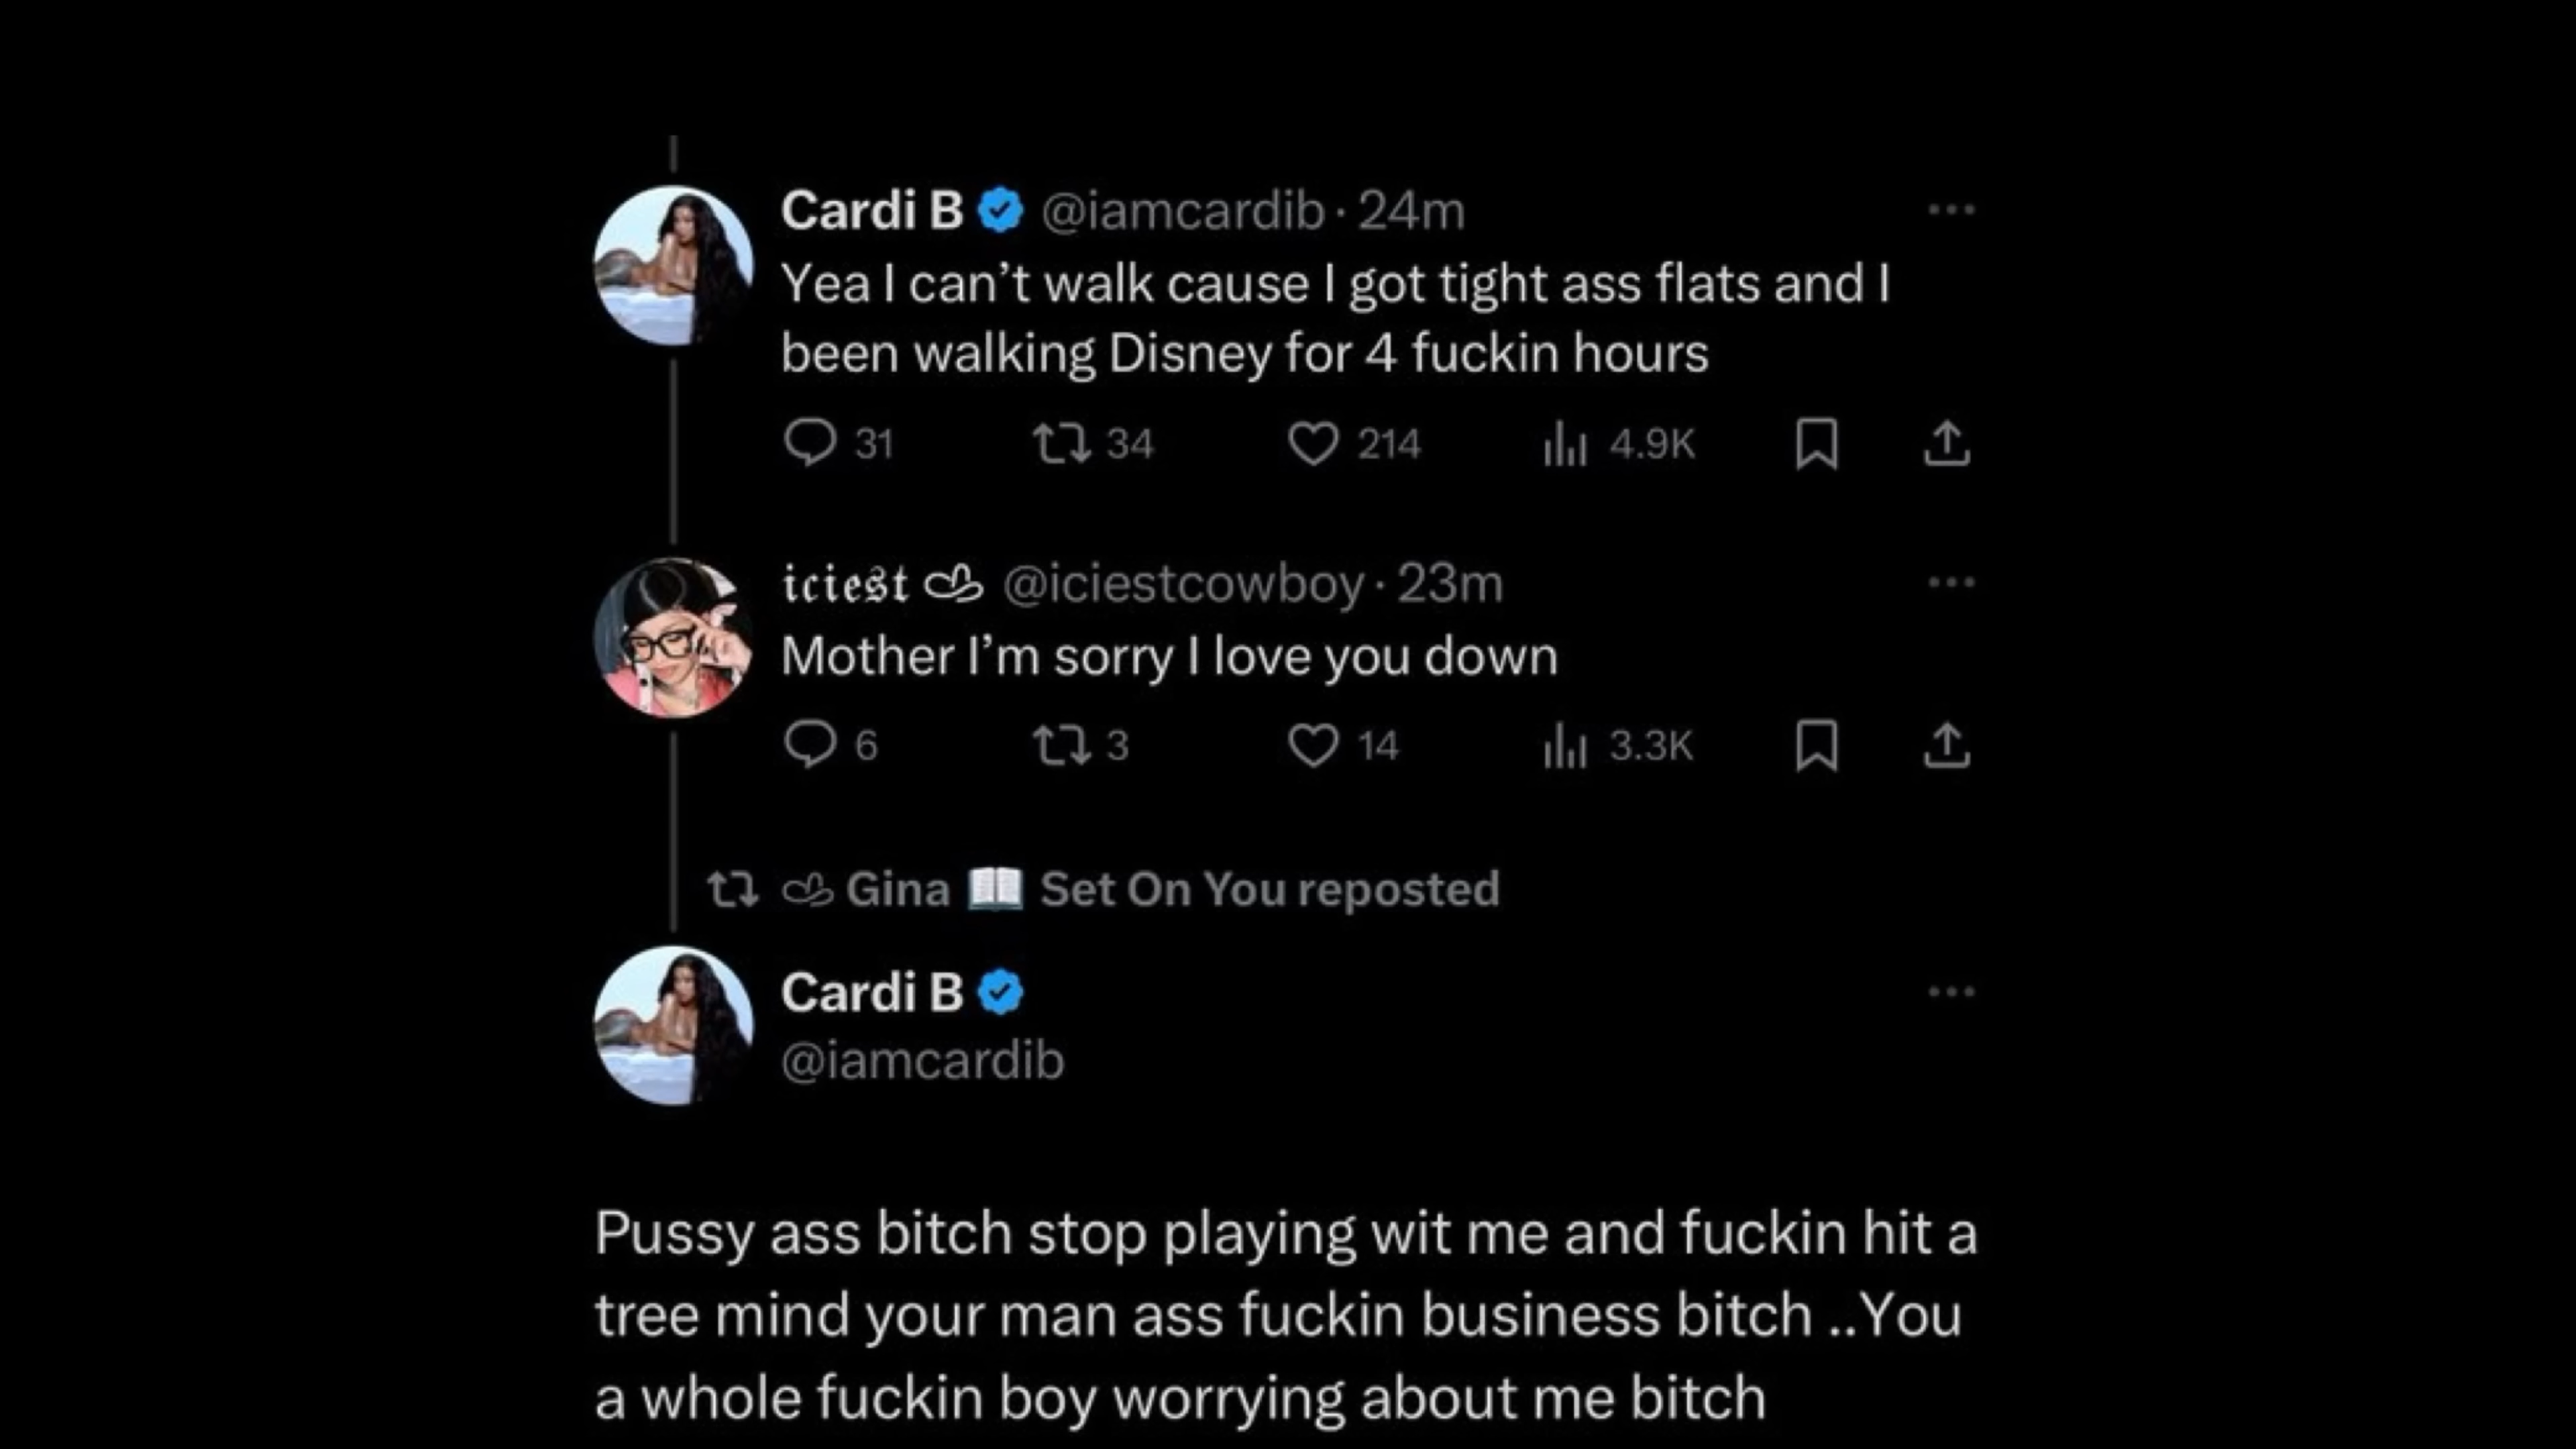 Cardi B @iamcardib · 24m
Yea I can’t walk cause I got tight ass flats and I
been walking Disney for 4 fuckin hours
31 34 214 4.9K
𝖎𝖈𝖎𝖊𝖘𝖙 @iciestcowboy · 23m
Mother I’m sorry I love you down
6 3 14 3.3K
Gina 📖 Set On You reposted
Cardi B
@iamcardib
Pussy ass bitch stop playing wit me and fuckin hit a
tree mind your man ass fuckin business bitch ..You
a whole fuckin boy worrying about me bitch